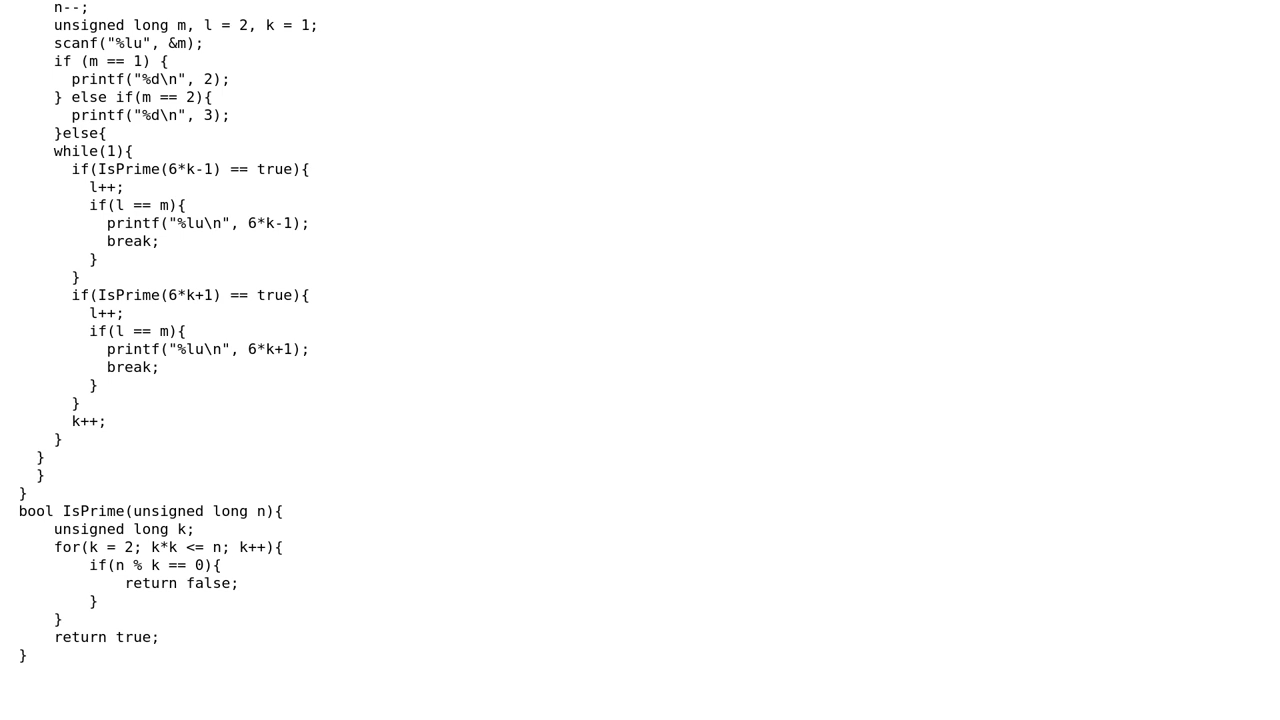 n--;
    unsigned long m, l = 2, k = 1;
    scanf("%lu", &m);
    if (m == 1) {
      printf("%d\n", 2);
    } else if(m == 2){
      printf("%d\n", 3);
    }else{
    while(1){
      if(IsPrime(6*k-1) == true){
        l++;
        if(l == m){
          printf("%lu\n", 6*k-1);
          break;
        }
      }
      if(IsPrime(6*k+1) == true){
        l++;
        if(l == m){
          printf("%lu\n", 6*k+1);
          break;
        }
      }
      k++;
    }
  }
  }
}
bool IsPrime(unsigned long n){
    unsigned long k;
    for(k = 2; k*k <= n; k++){
        if(n % k == 0){
            return false;
        }
    }
    return true;
}